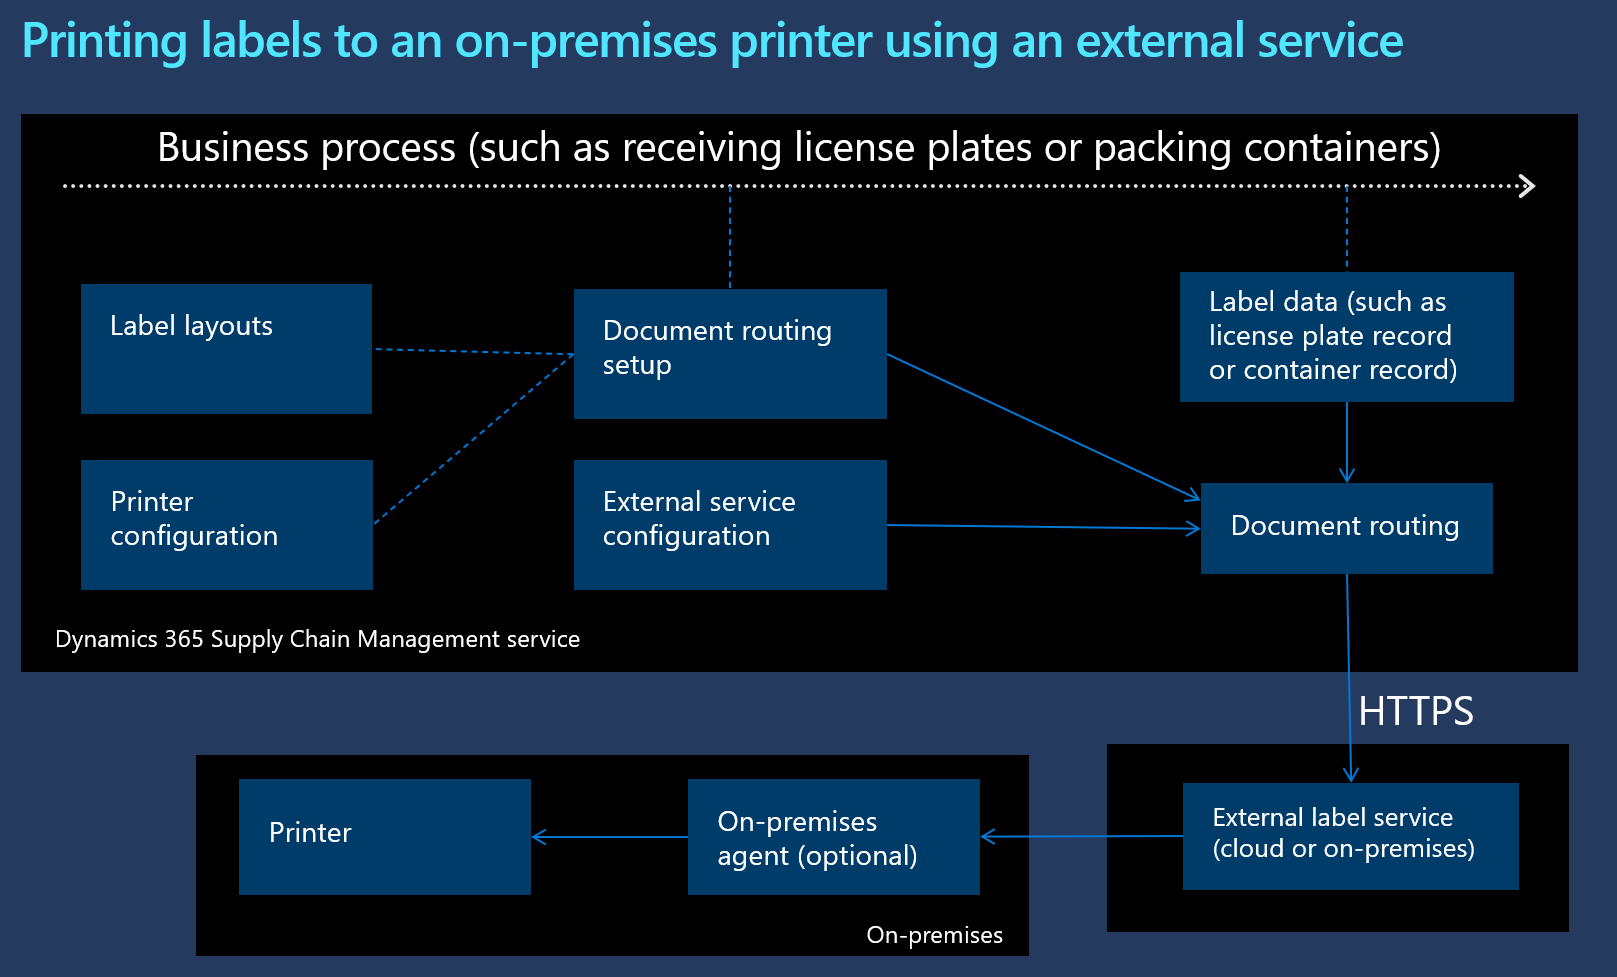 Printing labels to an on-premises printer using an external service
Business process (such as receiving license plates or packing containers)
Label layouts
Document routing
setup
Label data (such as
license plate record
or container record)
Printer
configuration
External service
configuration
Document routing
Dynamics 365 Supply Chain Management service
HTTPS
Printer
On-premises
agent (optional)
External label service
(cloud or on-premises)
On-premises